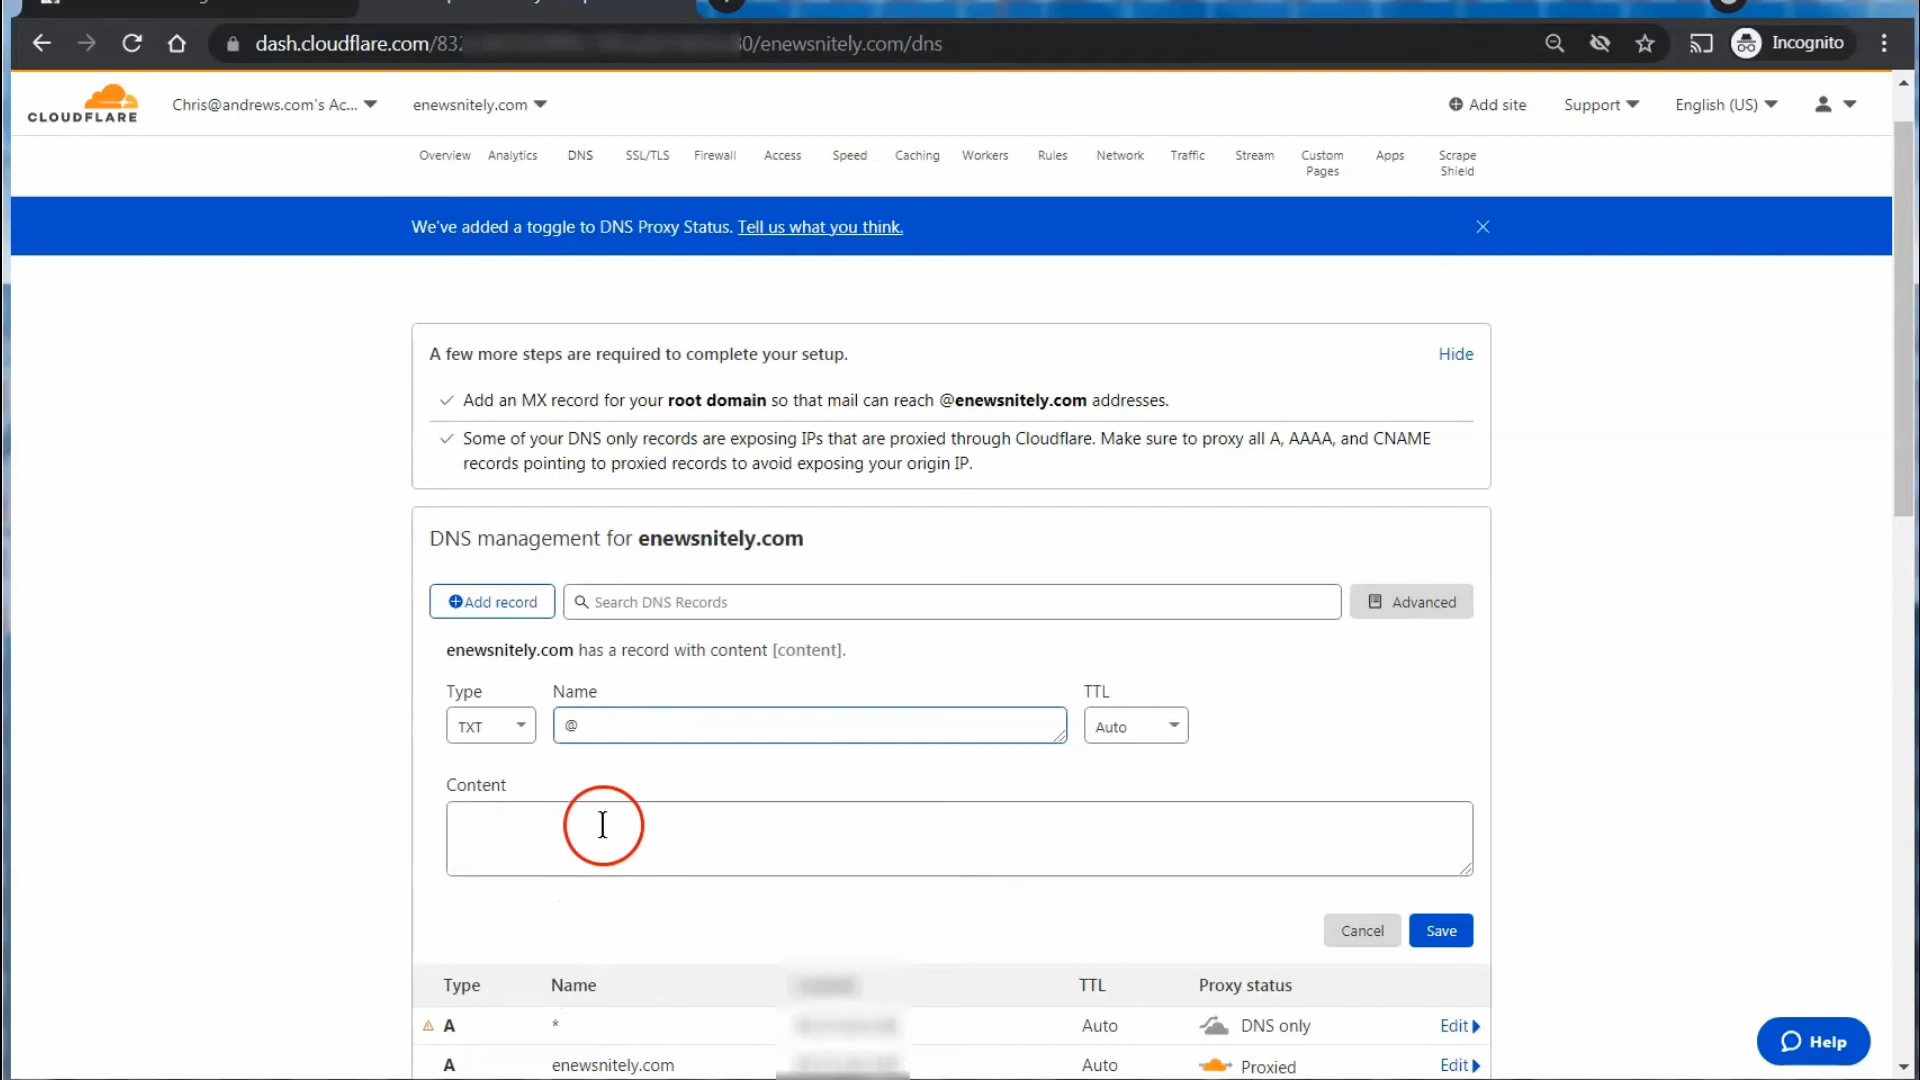 dash.cloudflare.com/832 80/enewsnitely.com/dns
Incognito
CLOUDFLARE
Chris@andrews.com's Ac...
enewsnitely.com
Add site
Support
English (US)
Overview
Analytics
DNS
SSL/TLS
Firewall
Access
Speed
Caching
Workers
Rules
Network
Traffic
Stream
Custom
Pages
Apps
Scrape
Shield
We've added a toggle to DNS Proxy Status. Tell us what you think.
A few more steps are required to complete your setup.
Hide
Add an MX record for your root domain so that mail can reach @enewsnitely.com addresses.
Some of your DNS only records are exposing IPs that are proxied through Cloudflare. Make sure to proxy all A, AAAA, and CNAME
records pointing to proxied records to avoid exposing your origin IP.
DNS management for enewsnitely.com
Add record
Search DNS Records
Advanced
enewsnitely.com has a record with content [content].
Type
Name
TTL
TXT
@
Auto
Content
Cancel
Save
Type Name TTL Proxy status
A * Auto DNS only Edit
A enewsnitely.com Auto Proxied Edit
Help